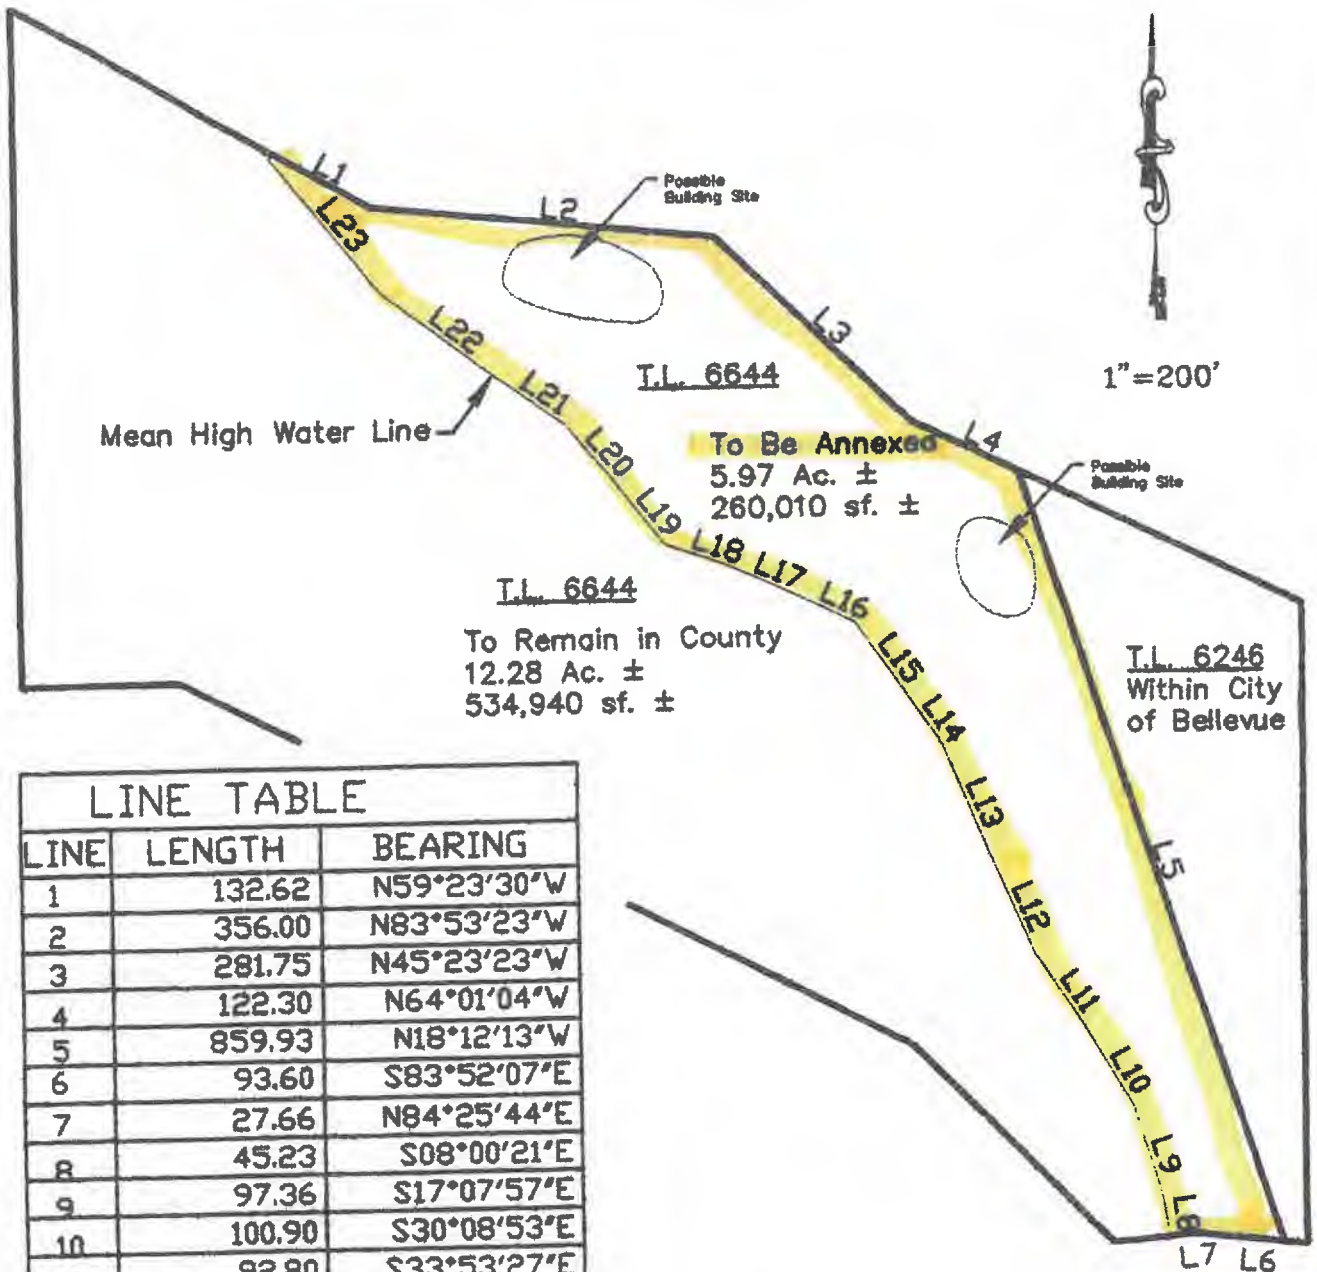 L1
L2
Possible
Building Site
L23
L3
L22
T.L. 6644
1"=200'
L21
Mean High Water Line
To Be Annexed
5.97 Ac. ±
260,010 sf. ±
L4
Possible
Building Site
L20
L19
L18
L17
L16
T.L. 6644
To Remain in County
12.28 Ac. ±
534,940 sf. ±
L15
L14
T.L. 6246
Within City
of Bellevue
L13
L5
L12
L11
L10
L9
L8
L7
L6
LINE TABLE
LINE LENGTH BEARING
1 132.62 N59°23'30"W
2 356.00 N83°53'23"W
3 281.75 N45°23'23"W
4 122.30 N64°01'04"W
5 859.93 N18°12'13"W
6 93.60 S83°52'07"E
7 27.66 N84°25'44"E
8 45.23 S08°00'21"E
9 97.36 S17°07'57"E
10 100.90 S30°08'53"E
92.80 S33°53'27"E